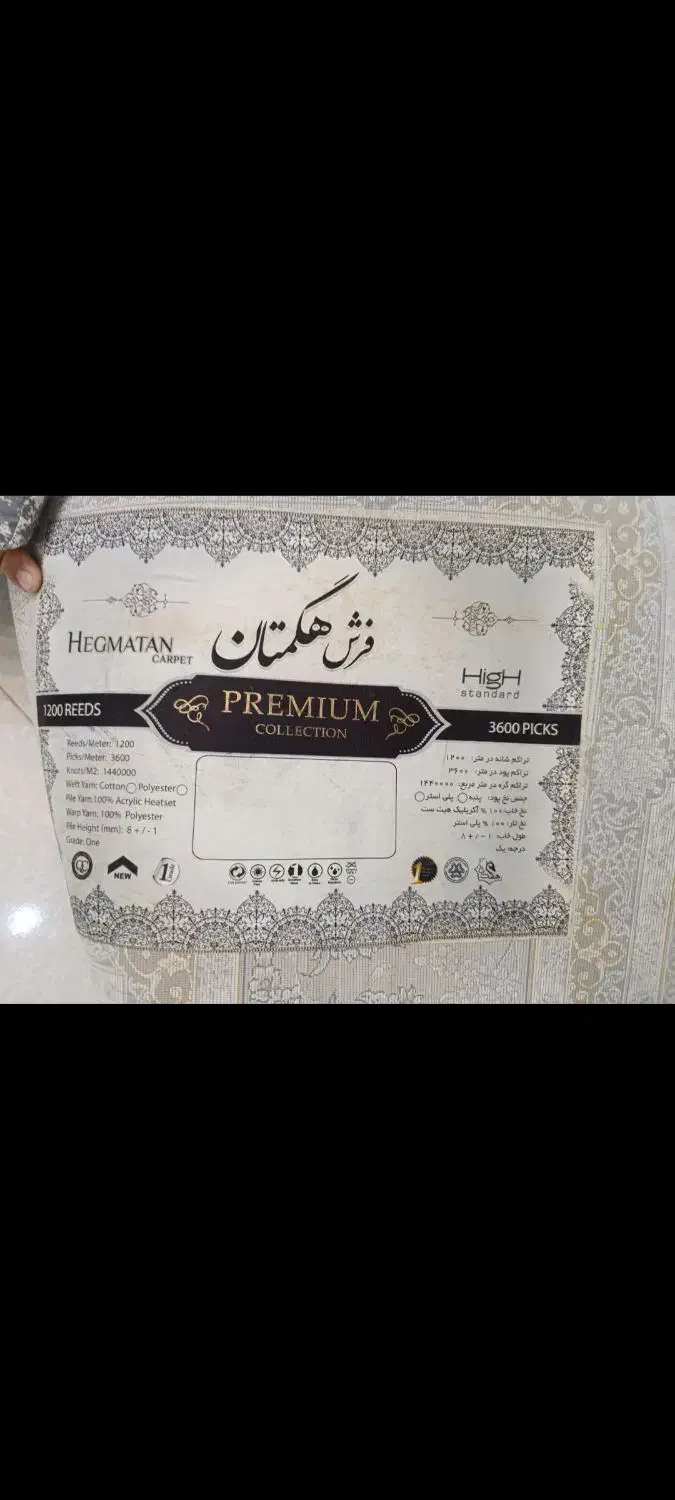 HEGMATAN
CARPET
فرش هگمتان
HigH
standard
1200 REEDS
PREMIUM
COLLECTION
3600 PICKS
Reeds/Meter: 1200
Picks/Meter: 3600
Knots/M2: 1440000
Weft Yarn: Cotton Polyester
Pile Yarn:100% Acrylic Heatset
Warp Yarn: 100% Polyester
Pile Height (mm): 8 + / - 1
Grade: One
تراکم شانه در متر: ۱۲۰۰
تراکم پود در متر: ۳۶۰۰
تراکم گره در متر مربع: ۱۴۴۰۰۰۰
جنس نخ پود: پنبه پلی استر
نخ خاب: ۱۰۰ % آکریلیک هیت ست
نخ تار: ۱۰۰ % پلی استر
طول خاب: ۱ - / + ۸
درجه: یک
NEW
1